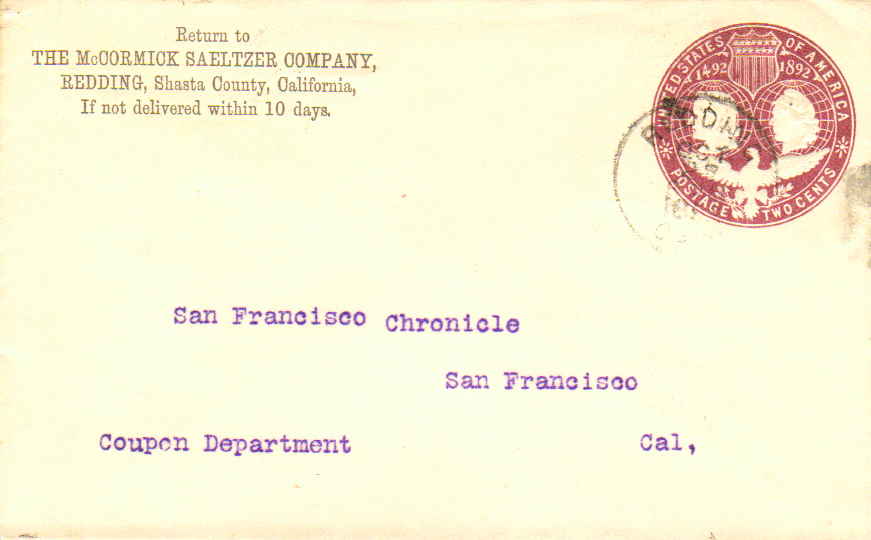 Return to
THE McCORMICK SAELTZER COMPANY,
REDDING, Shasta County, California,
If not delivered within 10 days.
UNITED STATES OF AMERICA
1492 1892
POSTAGE TWO CENTS
San Francisco Chronicle
San Francisco
Coupon Department Cal,